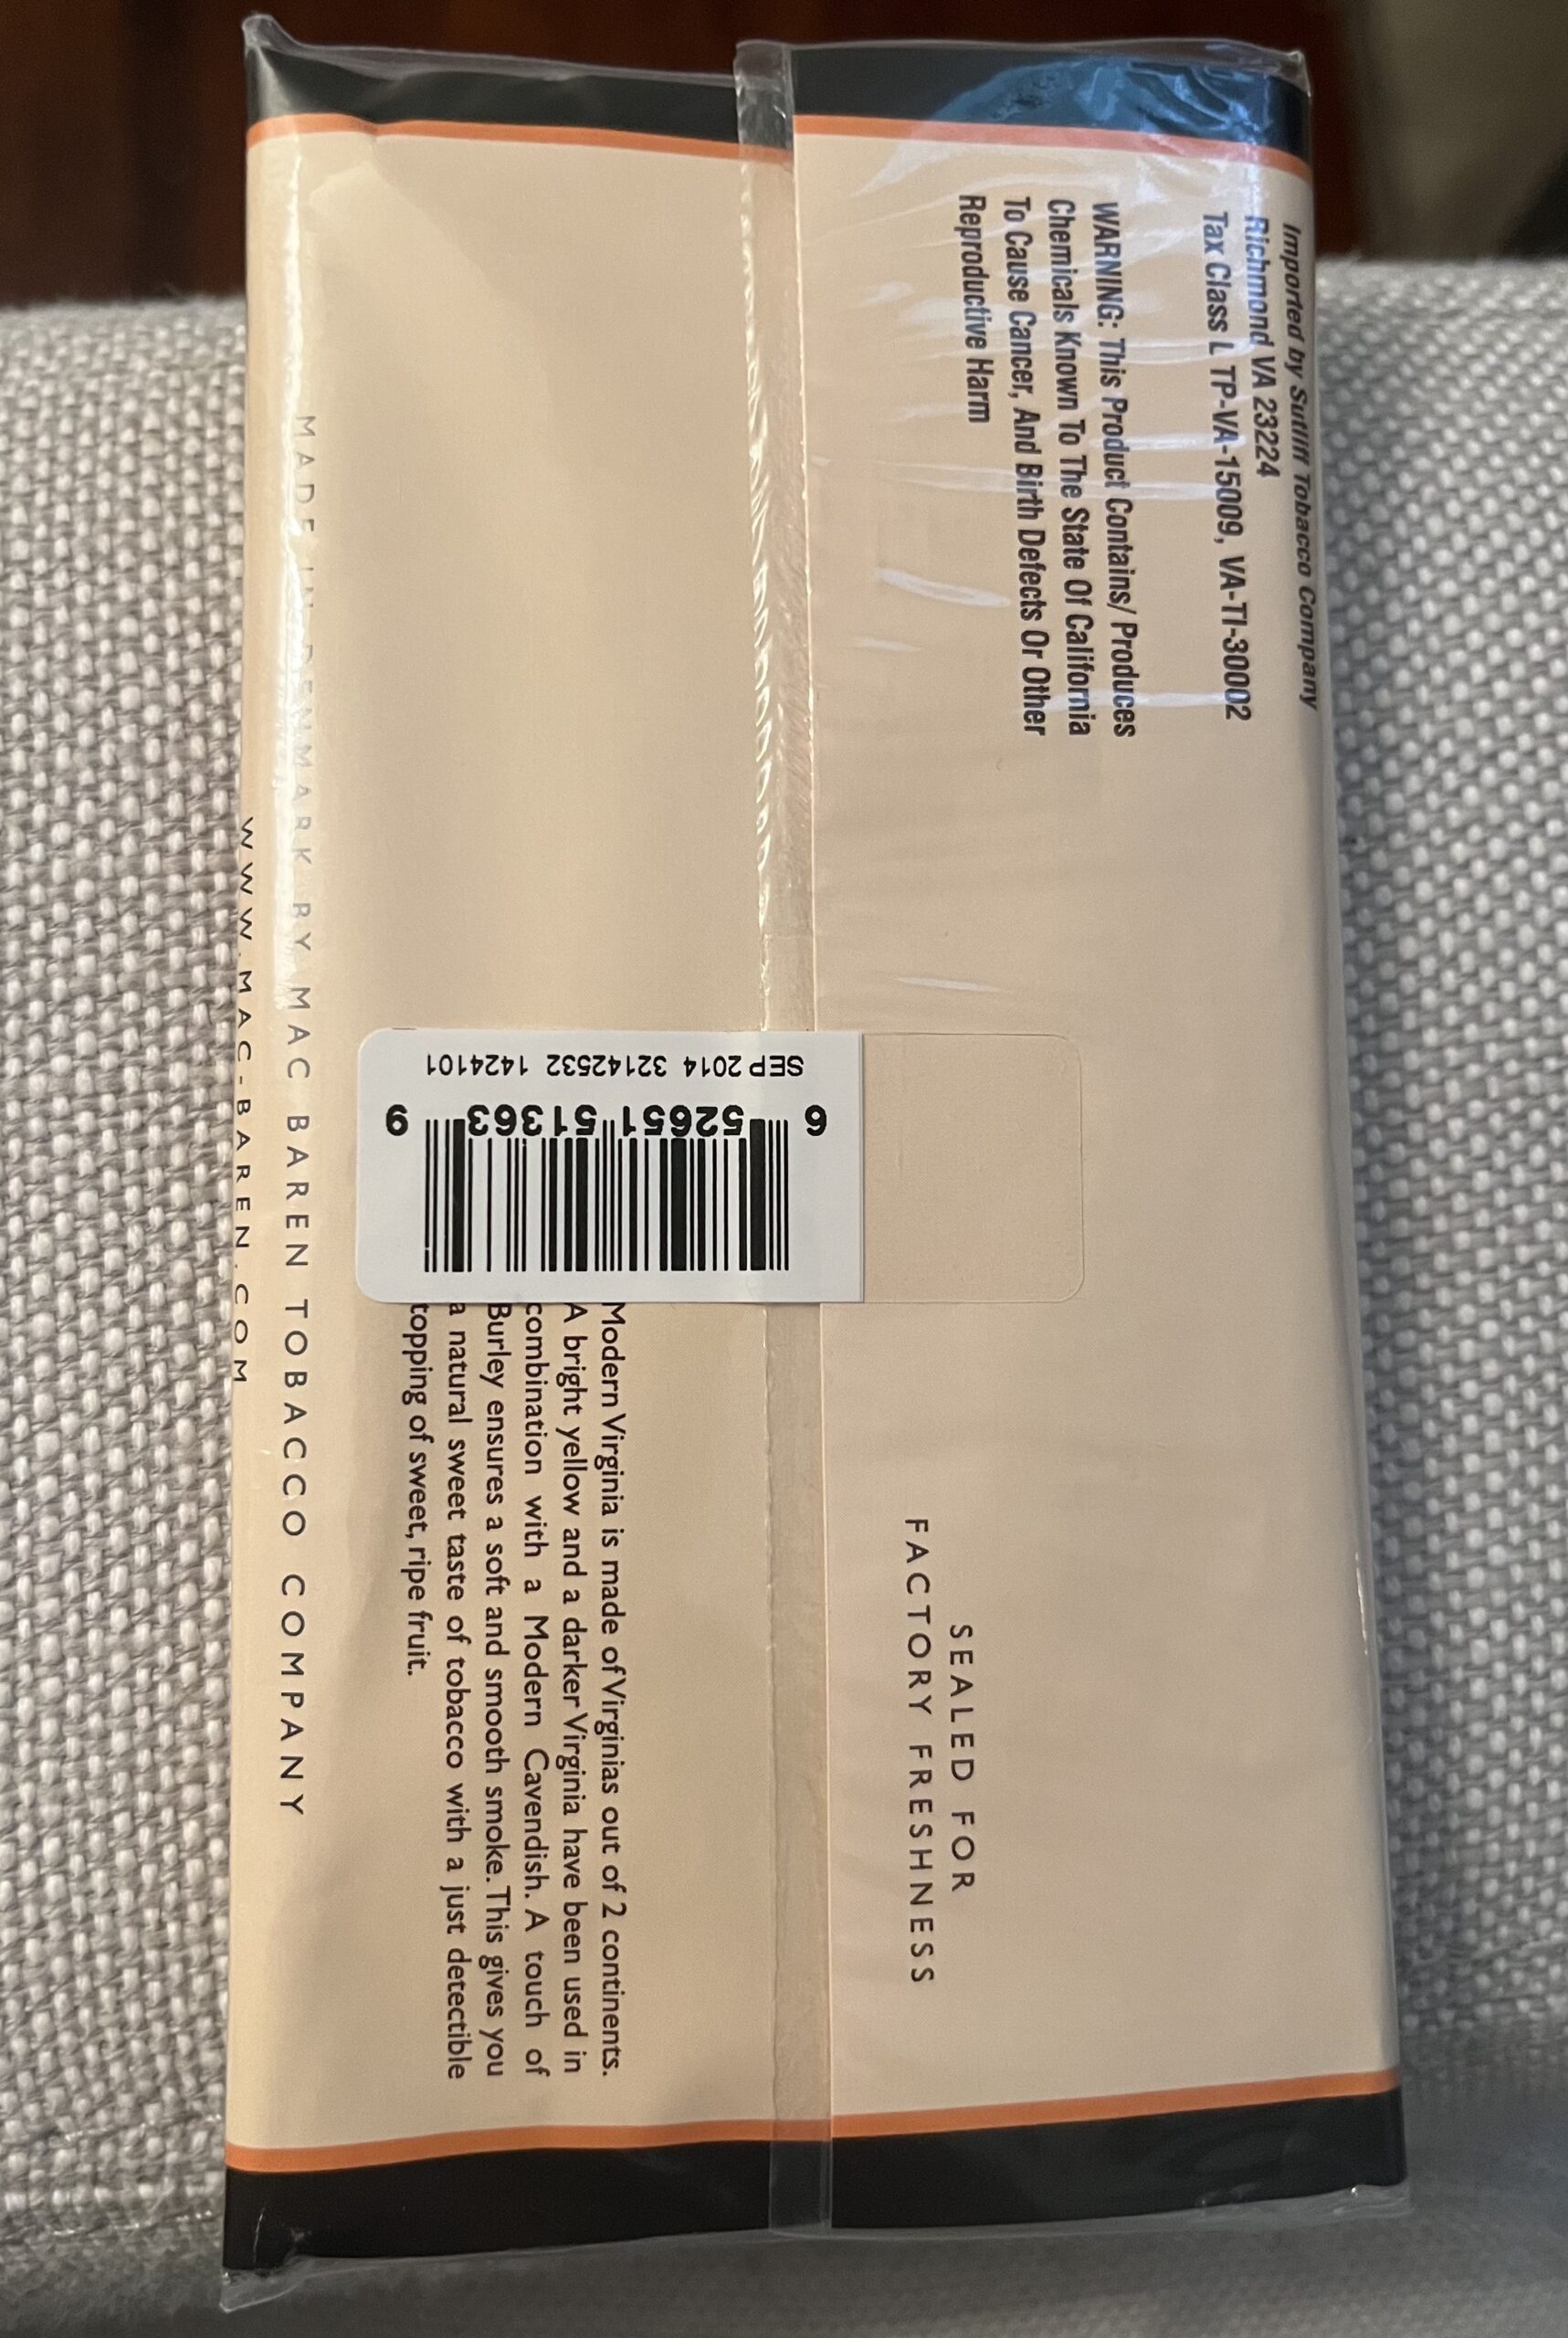 Imported by Sutliff Tobacco Company
Richmond VA 23224
Tax Class L TP-VA-15009, VA-TI-30002
WARNING: This Product Contains/ Produces
Chemicals Known To The State Of California
To Cause Cancer, And Birth Defects Or Other
Reproductive Harm
SEALED FOR
FACTORY FRESHNESS
SEP 2014 32142532 1424101
6 52651 51363 9
Modern Virginia is made of Virginias out of 2 continents.
A bright yellow and a darker Virginia have been used in
combination with a Modern Cavendish. A touch of
Burley ensures a soft and smooth smoke. This gives you
a natural sweet taste of tobacco with a just detectible
topping of sweet, ripe fruit.
MADE IN DENMARK BY MAC BAREN TOBACCO COMPANY
WWW.MAC-BAREN.COM